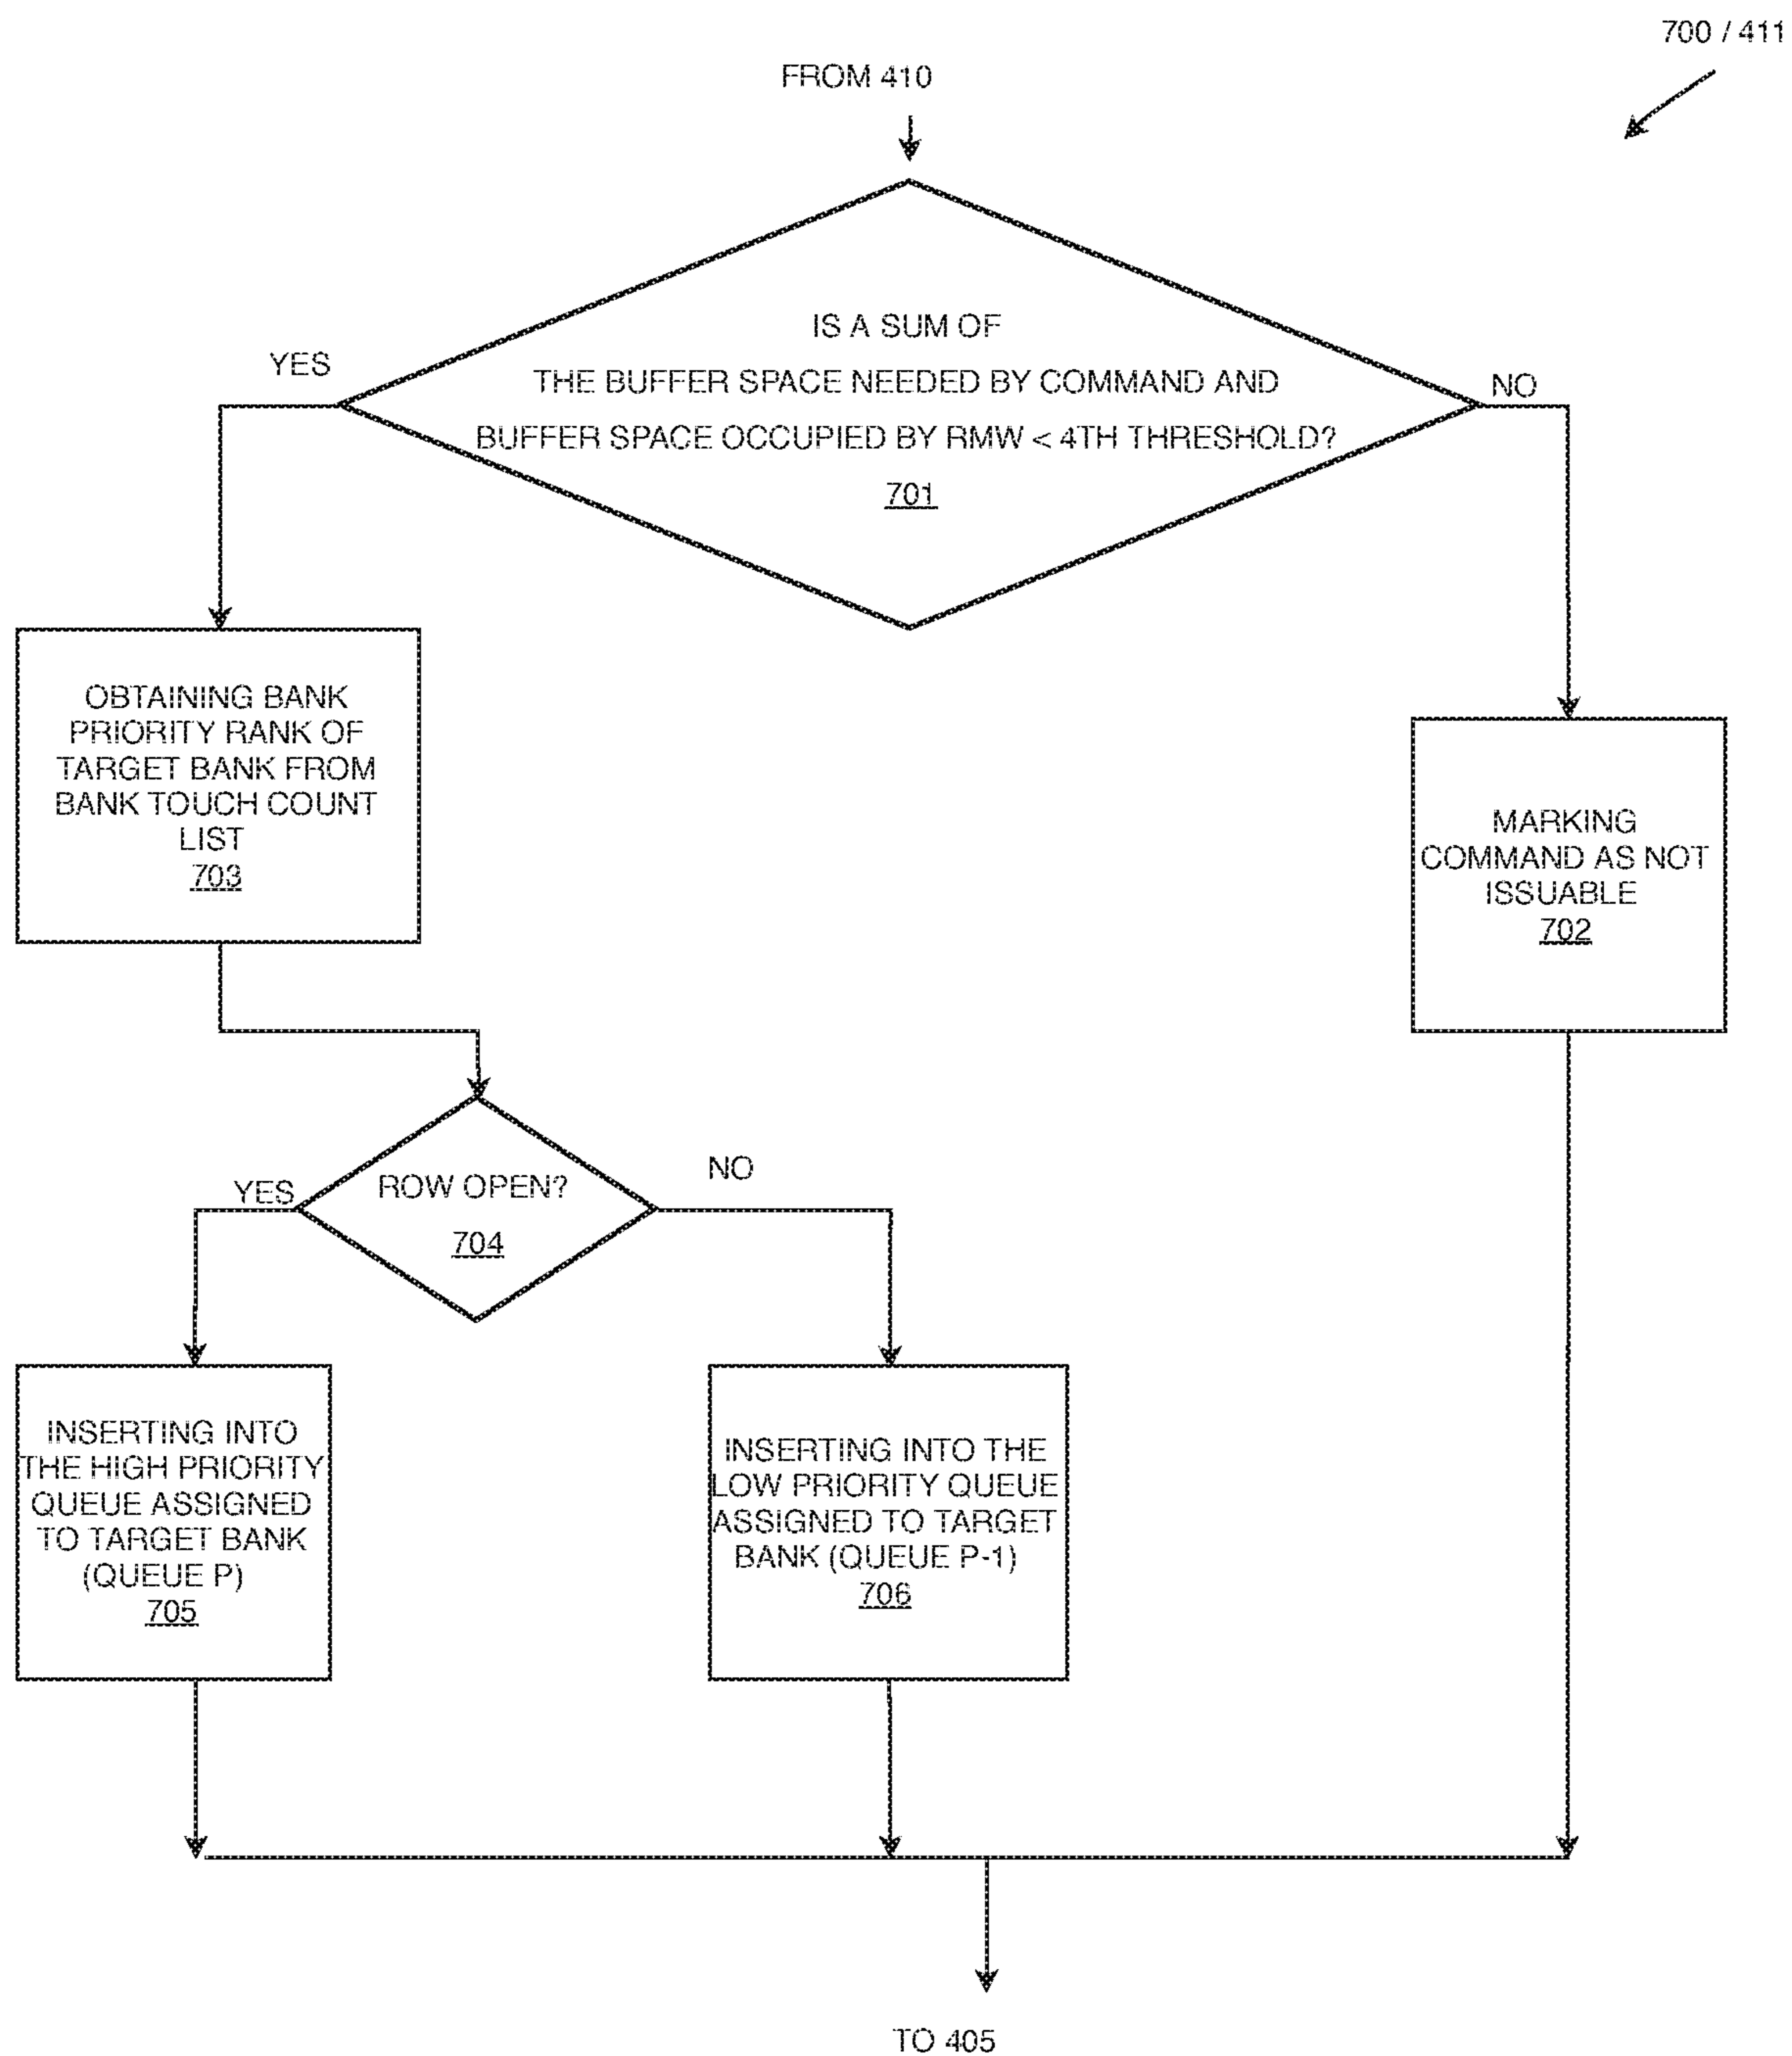 700 / 411
FROM 410
IS A SUM OF
THE BUFFER SPACE NEEDED BY COMMAND AND
BUFFER SPACE OCCUPIED BY RMW < 4TH THRESHOLD?
701
YES
NO
OBTAINING BANK
PRIORITY RANK OF
TARGET BANK FROM
BANK TOUCH COUNT
LIST
703
MARKING
COMMAND AS NOT
ISSUABLE
702
ROW OPEN?
704
YES
NO
INSERTING INTO
THE HIGH PRIORITY
QUEUE ASSIGNED
TO TARGET BANK
(QUEUE P)
705
INSERTING INTO THE
LOW PRIORITY QUEUE
ASSIGNED TO TARGET
BANK (QUEUE P-1)
706
TO 405